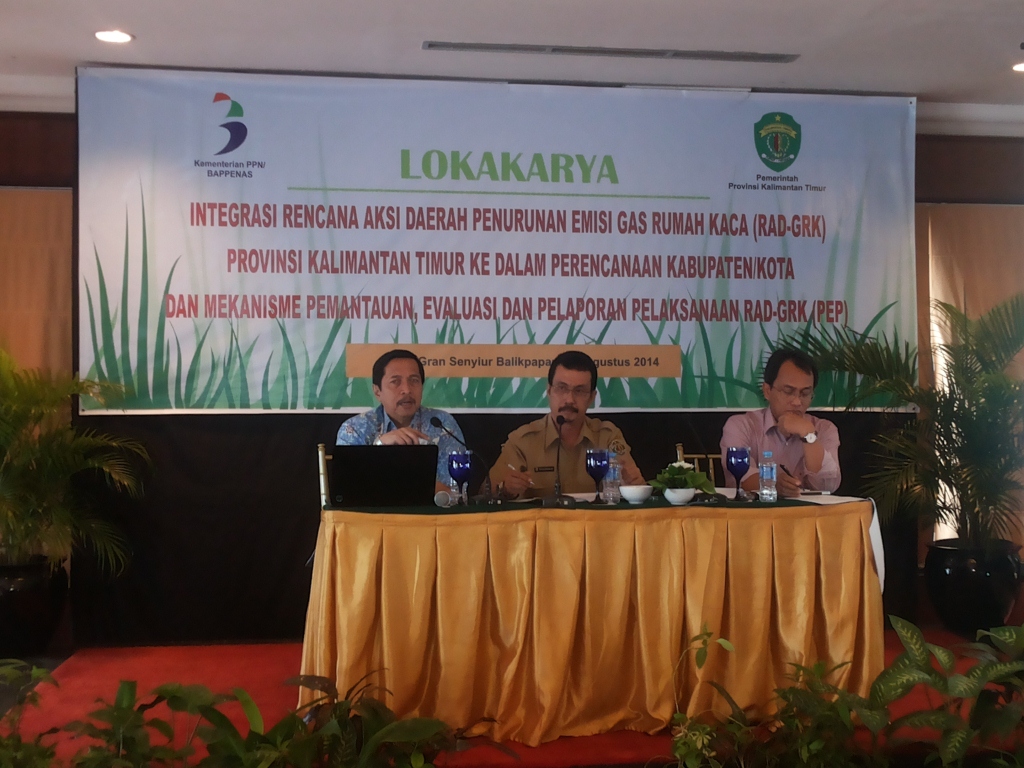 Kementerian PPN/
BAPPENAS
Pemerintah
Provinsi Kalimantan Timur
LOKAKARYA
INTEGRASI RENCANA AKSI DAERAH PENURUNAN EMISI GAS RUMAH KACA (RAD-GRK)
PROVINSI KALIMANTAN TIMUR KE DALAM PERENCANAAN KABUPATEN/KOTA
DAN MEKANISME PEMANTAUAN, EVALUASI DAN PELAPORAN PELAKSANAAN RAD-GRK (PEP)
Gran Senyiur Balikpapan 2014